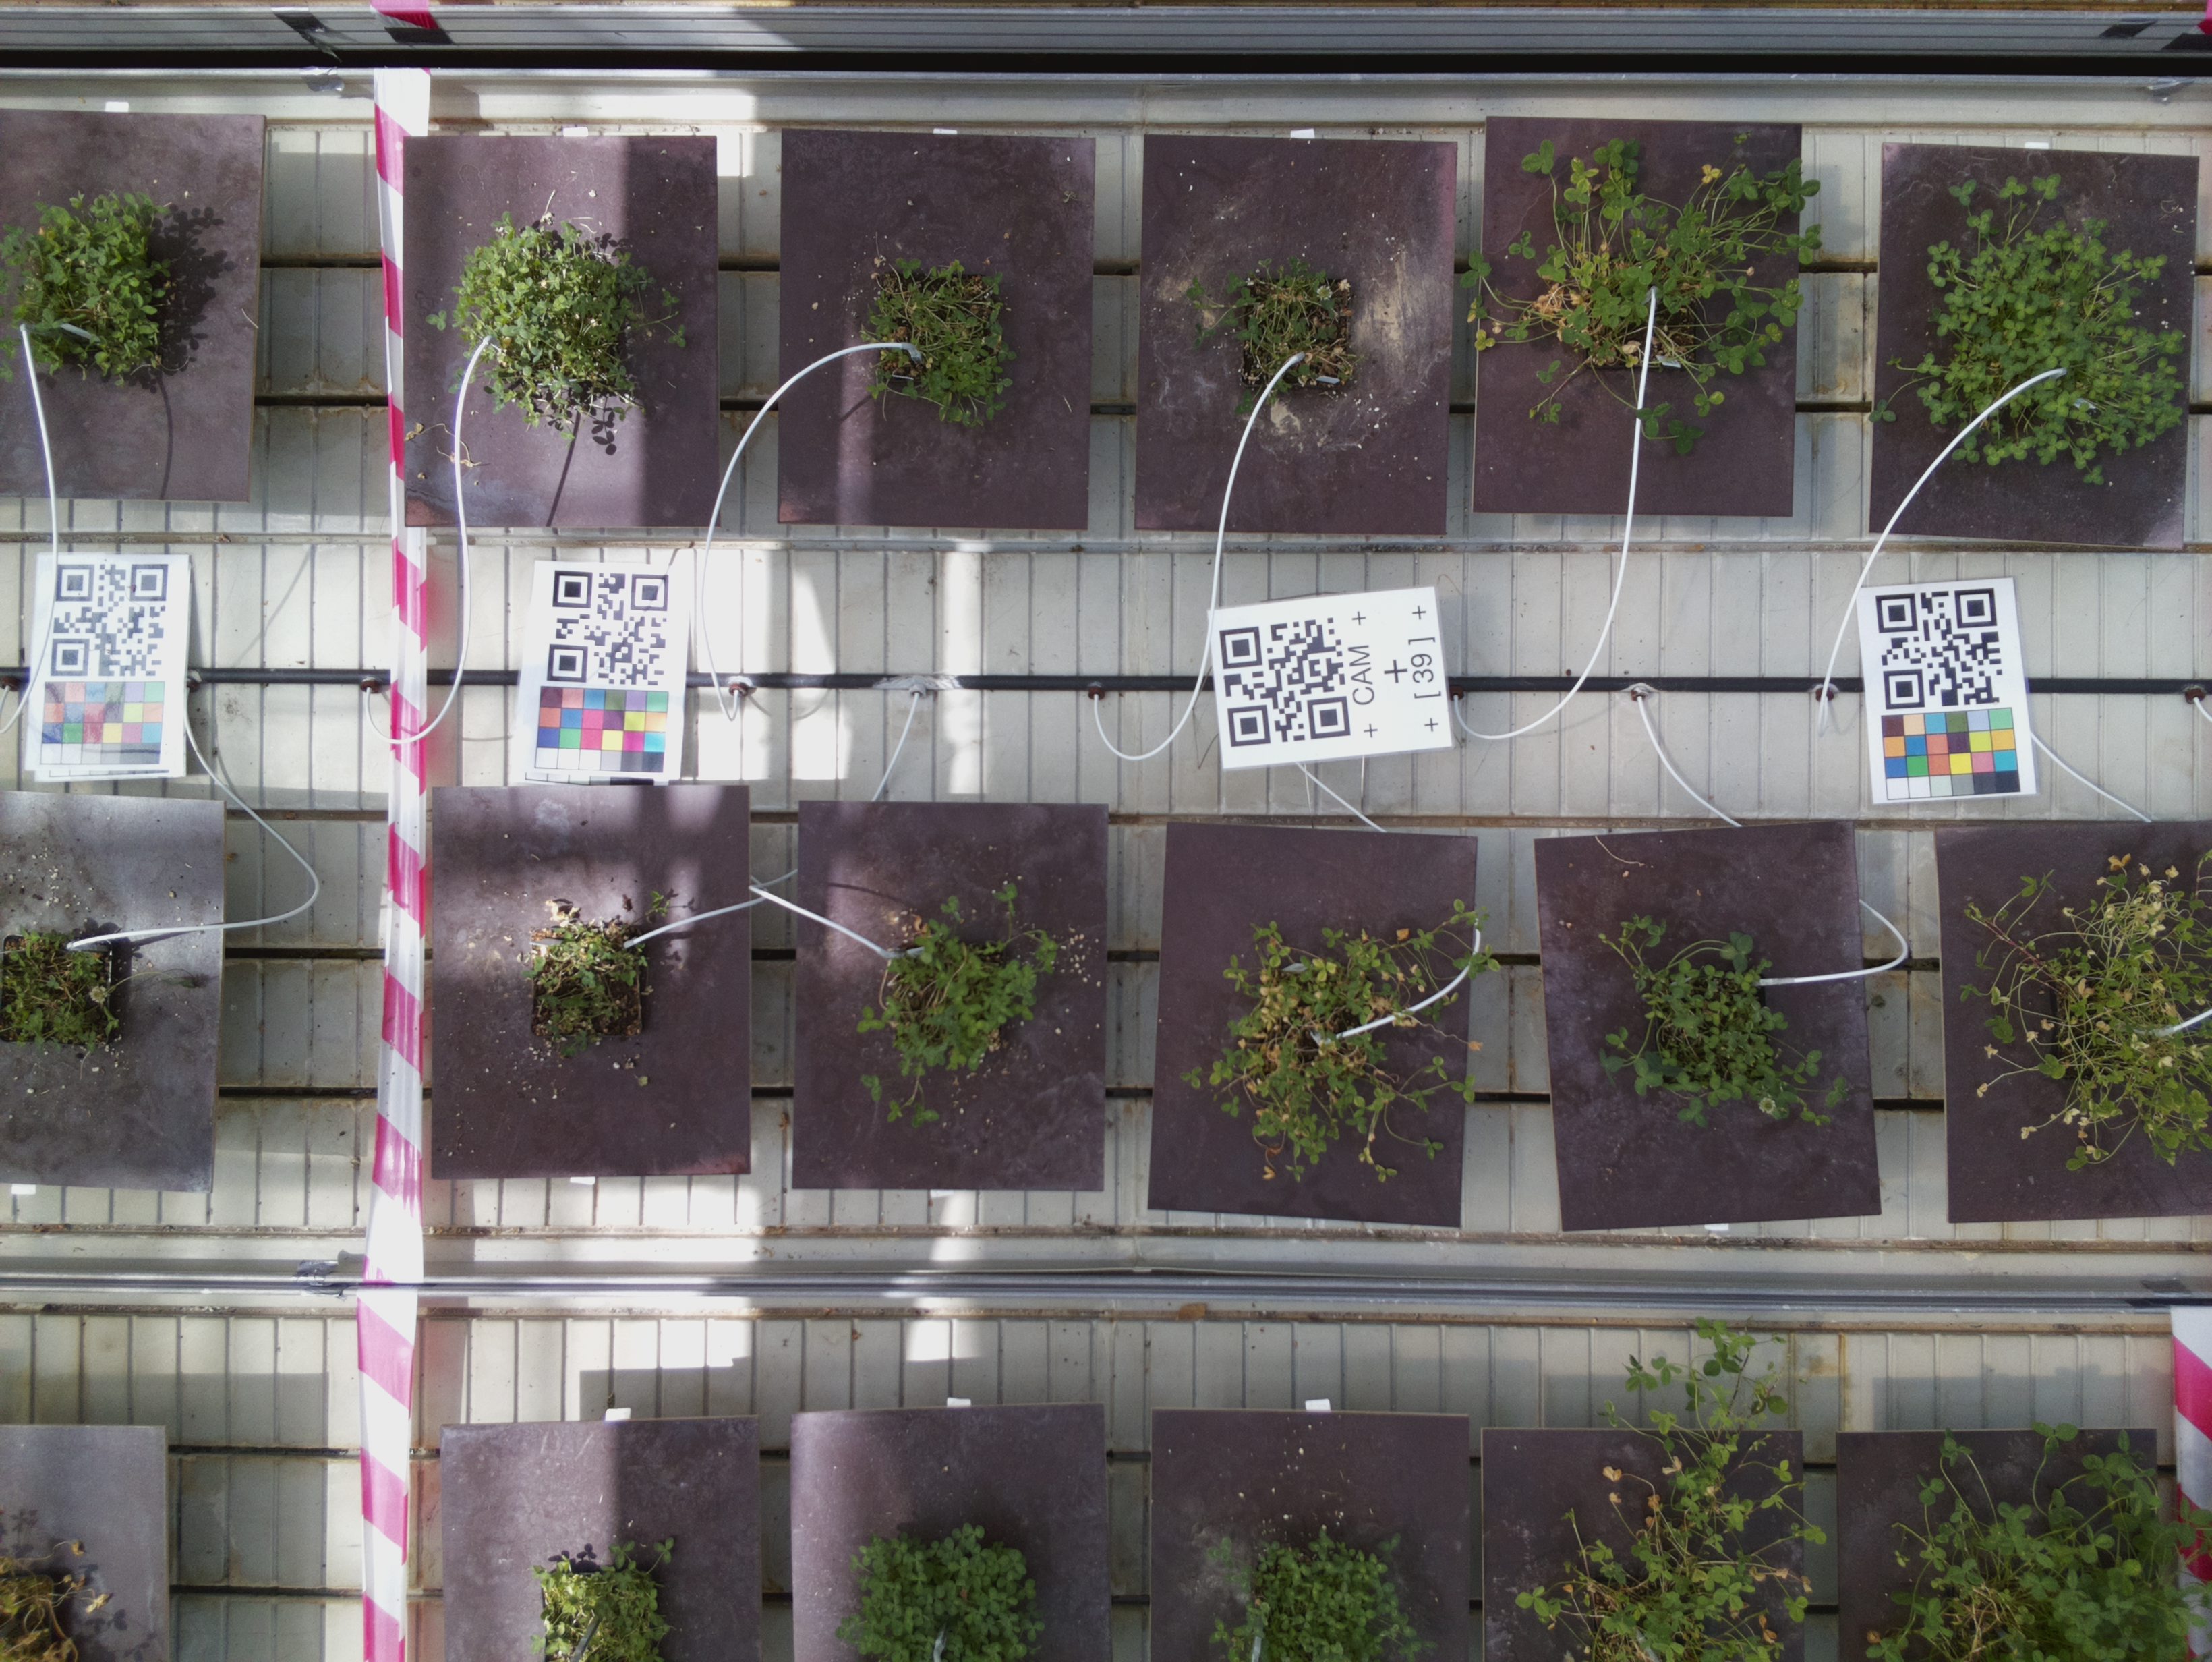 + CAM +
+
+ [ 39 ] +